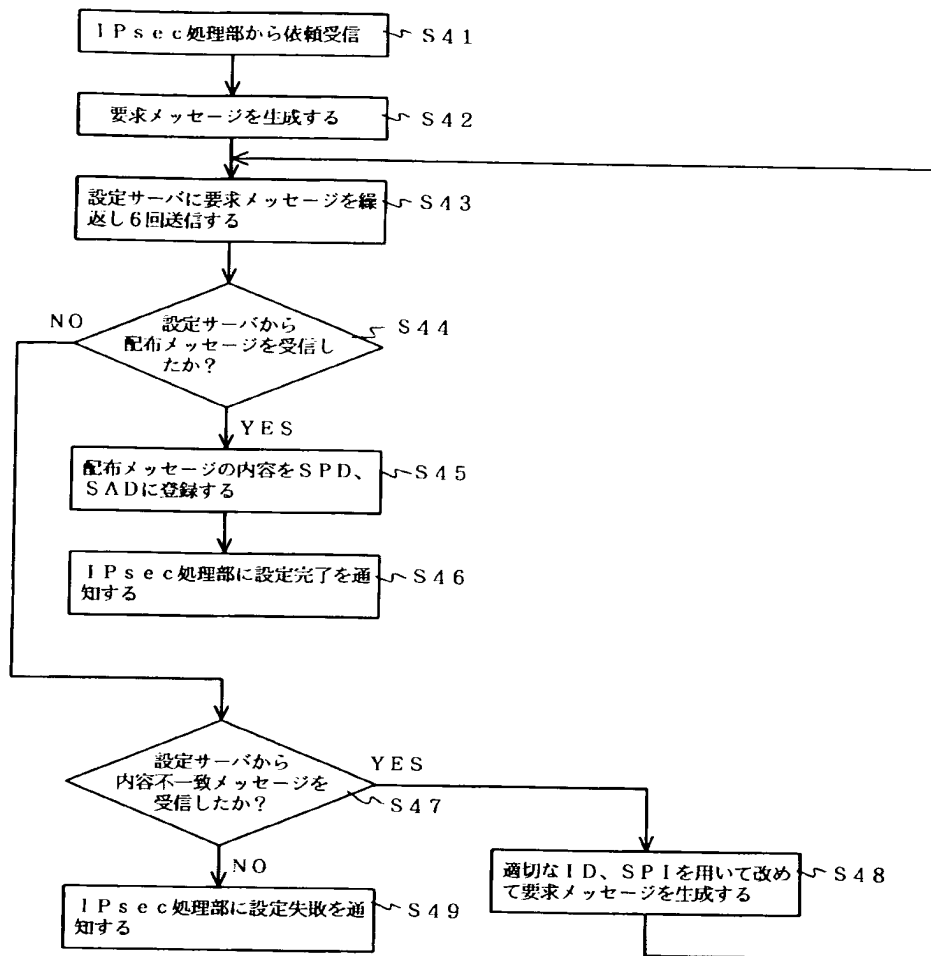 IPsec処理部から依頼受信
S41
要求メッセージを生成する
S42
設定サーバに要求メッセージを繰
返し6回送信する
S43
設定サーバから
配布メッセージを受信し
たか?
S44
NO
YES
配布メッセージの内容をSPD、
SADに登録する
S45
IPsec処理部に設定完了を通
知する
S46
設定サーバから
内容不一致メッセージを
受信したか?
S47
YES
NO
適切なID、SPIを用いて改め
て要求メッセージを生成する
S48
IPsec処理部に設定失敗を通
知する
S49